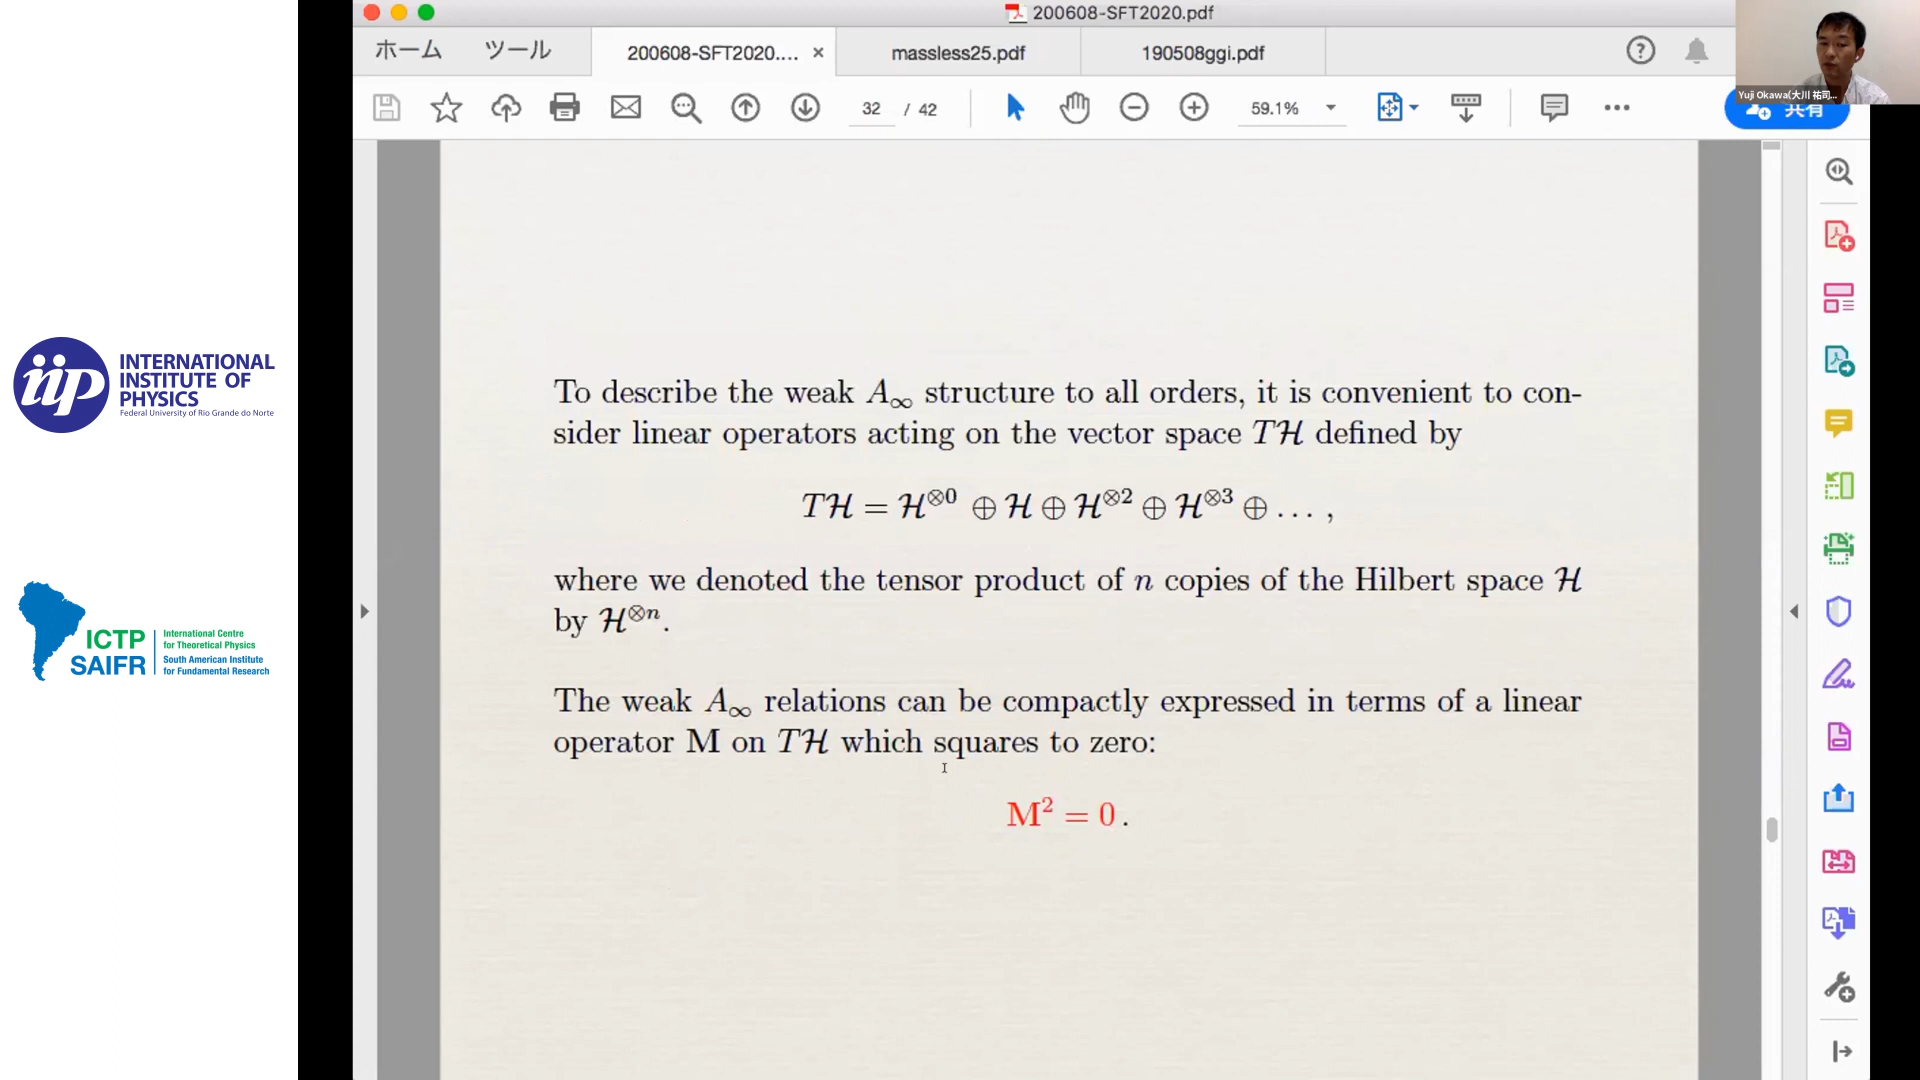 200608-SFT2020.pdf
ホーム ツール 200608-SFT2020.... × massless25.pdf 190508ggi.pdf
32 / 42 59.1% 共有
Yuji Okawa(大川 祐司...
To describe the weak A∞ structure to all orders, it is convenient to con-
sider linear operators acting on the vector space Tℋ defined by
Tℋ = ℋ^⊗0 ⊕ ℋ ⊕ ℋ^⊗2 ⊕ ℋ^⊗3 ⊕ ... ,
where we denoted the tensor product of n copies of the Hilbert space ℋ
by ℋ^⊗n.
The weak A∞ relations can be compactly expressed in terms of a linear
operator M on Tℋ which squares to zero:
M² = 0 .
iip
INTERNATIONAL
INSTITUTE OF
PHYSICS
Federal University of Rio Grande do Norte
ICTP
SAIFR
International Centre
for Theoretical Physics
South American Institute
for Fundamental Research